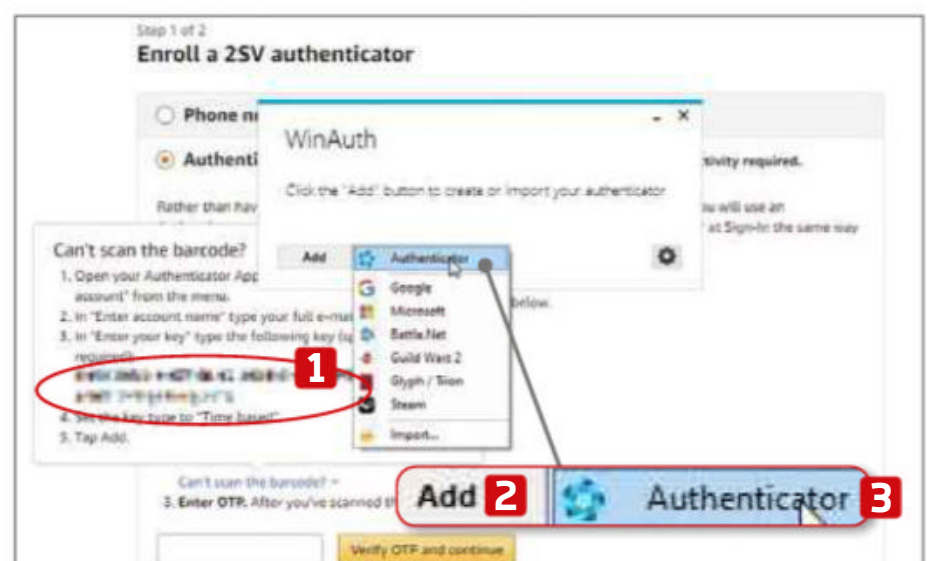 Step 1 of 2
Enroll a 2SV authenticator
Phone n
Authenti
tivity required.
Rather than hav
u will use an
at Sign-In the same way
WinAuth
Click the "Add" button to create or import your authenticator
Add
Authenticator
Google
Microsoft
Battle.Net
Guild Wars 2
Glyph / Trion
Steam
Import...
below.
Can't scan the barcode?
1. Open your Authenticator App
account" from the menu.
2. In "Enter account name" type your full e-mai
3. In "Enter your key" type the following key (s
required):
1
4. Set the key type to "Time based".
5. Tap Add.
Can't scan the barcode?
3. Enter OTP. After you've scanned th
Add 2 Authenticator 3
Verify OTP and continue